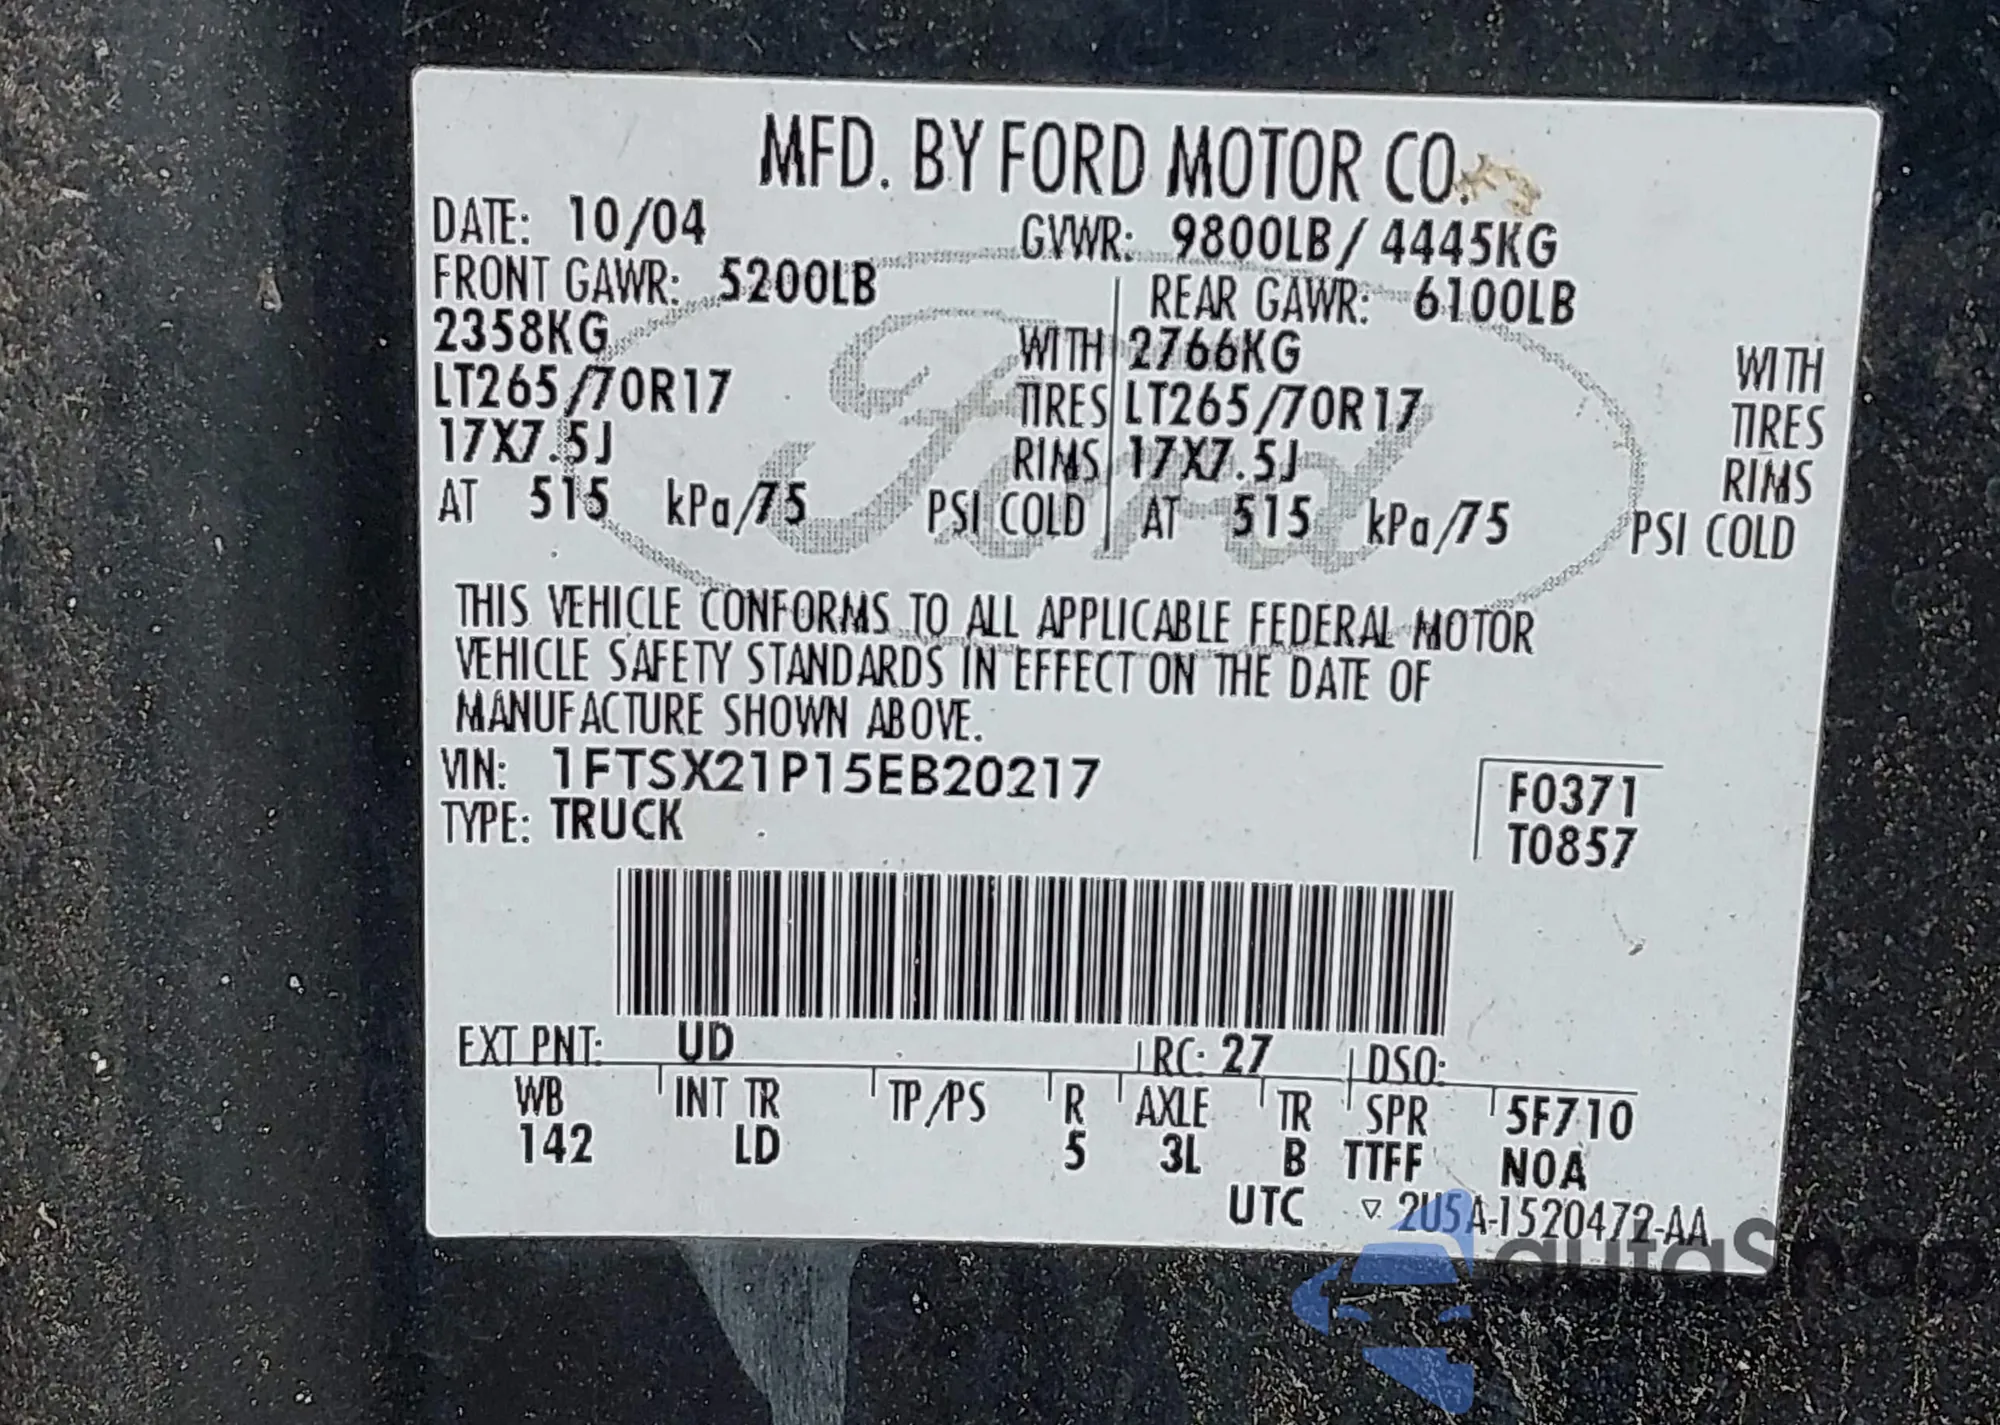 MFD. BY FORD MOTOR CO.
DATE: 10/04 GVWR: 9800LB/ 4445KG
FRONT GAWR: 5200LB REAR GAWR: 6100LB
2358KG WITH 2766KG WITH
LT265/70R17 TIRES LT265/70R17 TIRES
17X7.5J RIMS 17X7.5J RIMS
AT 515 kPa/75 PSI COLD AT 515 kPa/75 PSI COLD
Ford
THIS VEHICLE CONFORMS TO ALL APPLICABLE FEDERAL MOTOR
VEHICLE SAFETY STANDARDS IN EFFECT ON THE DATE OF
MANUFACTURE SHOWN ABOVE.
VIN: 1FTSX21P15EB20217 F0371
TYPE: TRUCK T0857
EXT PNT: UD RC: 27 DSO:
WB INT TR TP/PS R AXLE TR SPR 5F710
142 LD 5 3L B TTFF NOA
UTC ▽ 2U5A-1520472-AA
autaShop